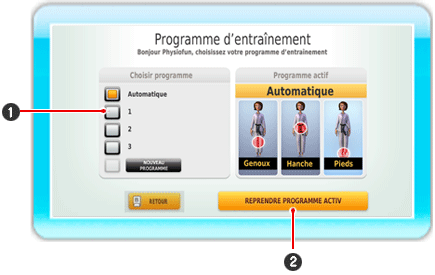 Programme d'entraînement
Bonjour Physiofun, choisissez votre programme d'entrainement
Choisir programme
Automatique
1
2
3
NOUVEAU
PROGRAMME
Programme actif
Automatique
Genoux
Hanche
Pieds
RETOUR
REPRENDRE PROGRAMME ACTIV
1
2